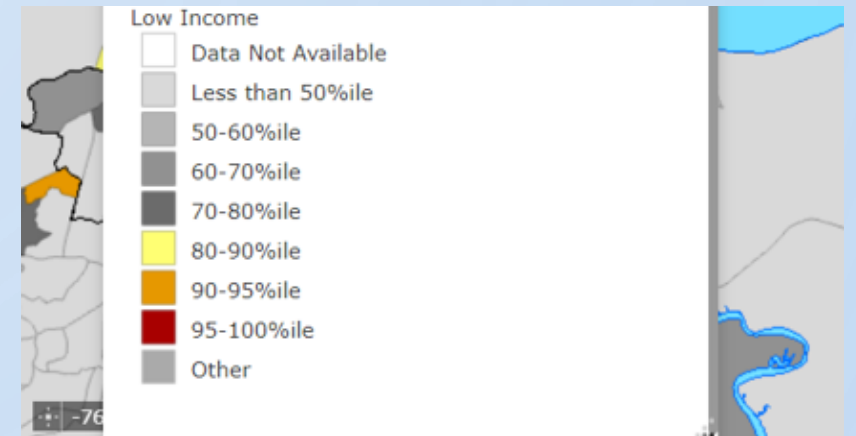 Low Income
Data Not Available
Less than 50%ile
50-60%ile
60-70%ile
70-80%ile
80-90%ile
90-95%ile
95-100%ile
Other
-76